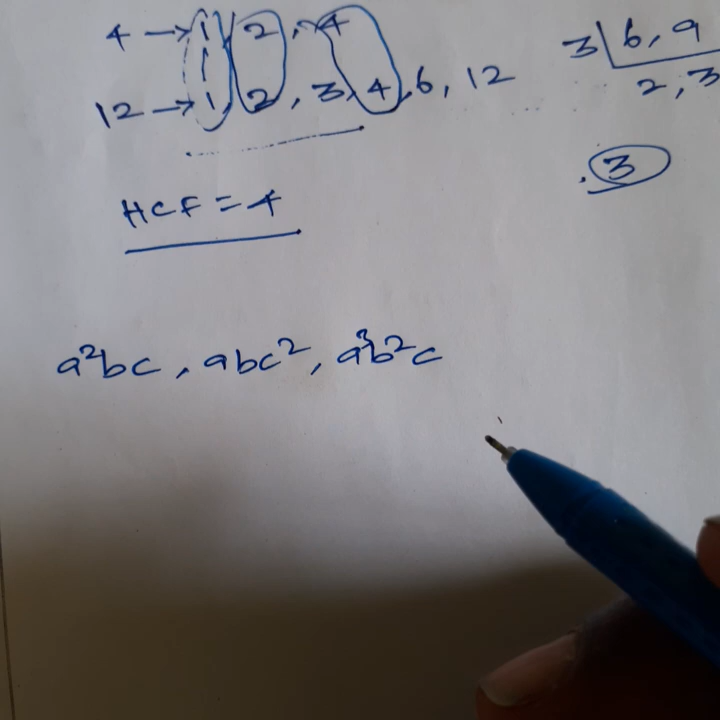 4 → 1, 2, 4
12 → 1, 2, 3, 4, 6, 12
HCF = 4
3 6, 9
2, 3
3
a²bc, abc², a³b²c